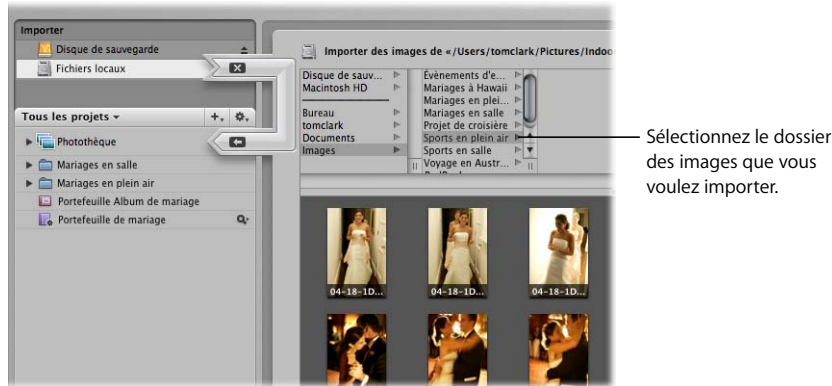 Importer
Disque de sauvegarde
Fichiers locaux
Tous les projets
Photothèque
Mariages en salle
Mariages en plein air
Portefeuille Album de mariage
Portefeuille de mariage
Importer des images de «/Users/tomclark/Pictures/Indoo
Disque de sauv...
Macintosh HD
Bureau
tomclark
Documents
Images
Évènements d'e...
Mariages à Hawaii
Mariages en plei...
Mariages en salle
Projet de croisière
Sports en plein air
Sports en salle
Voyage en Austr...
04-18-1D...
04-18-1D...
04-18-1D...
Sélectionnez le dossier
des images que vous
voulez importer.